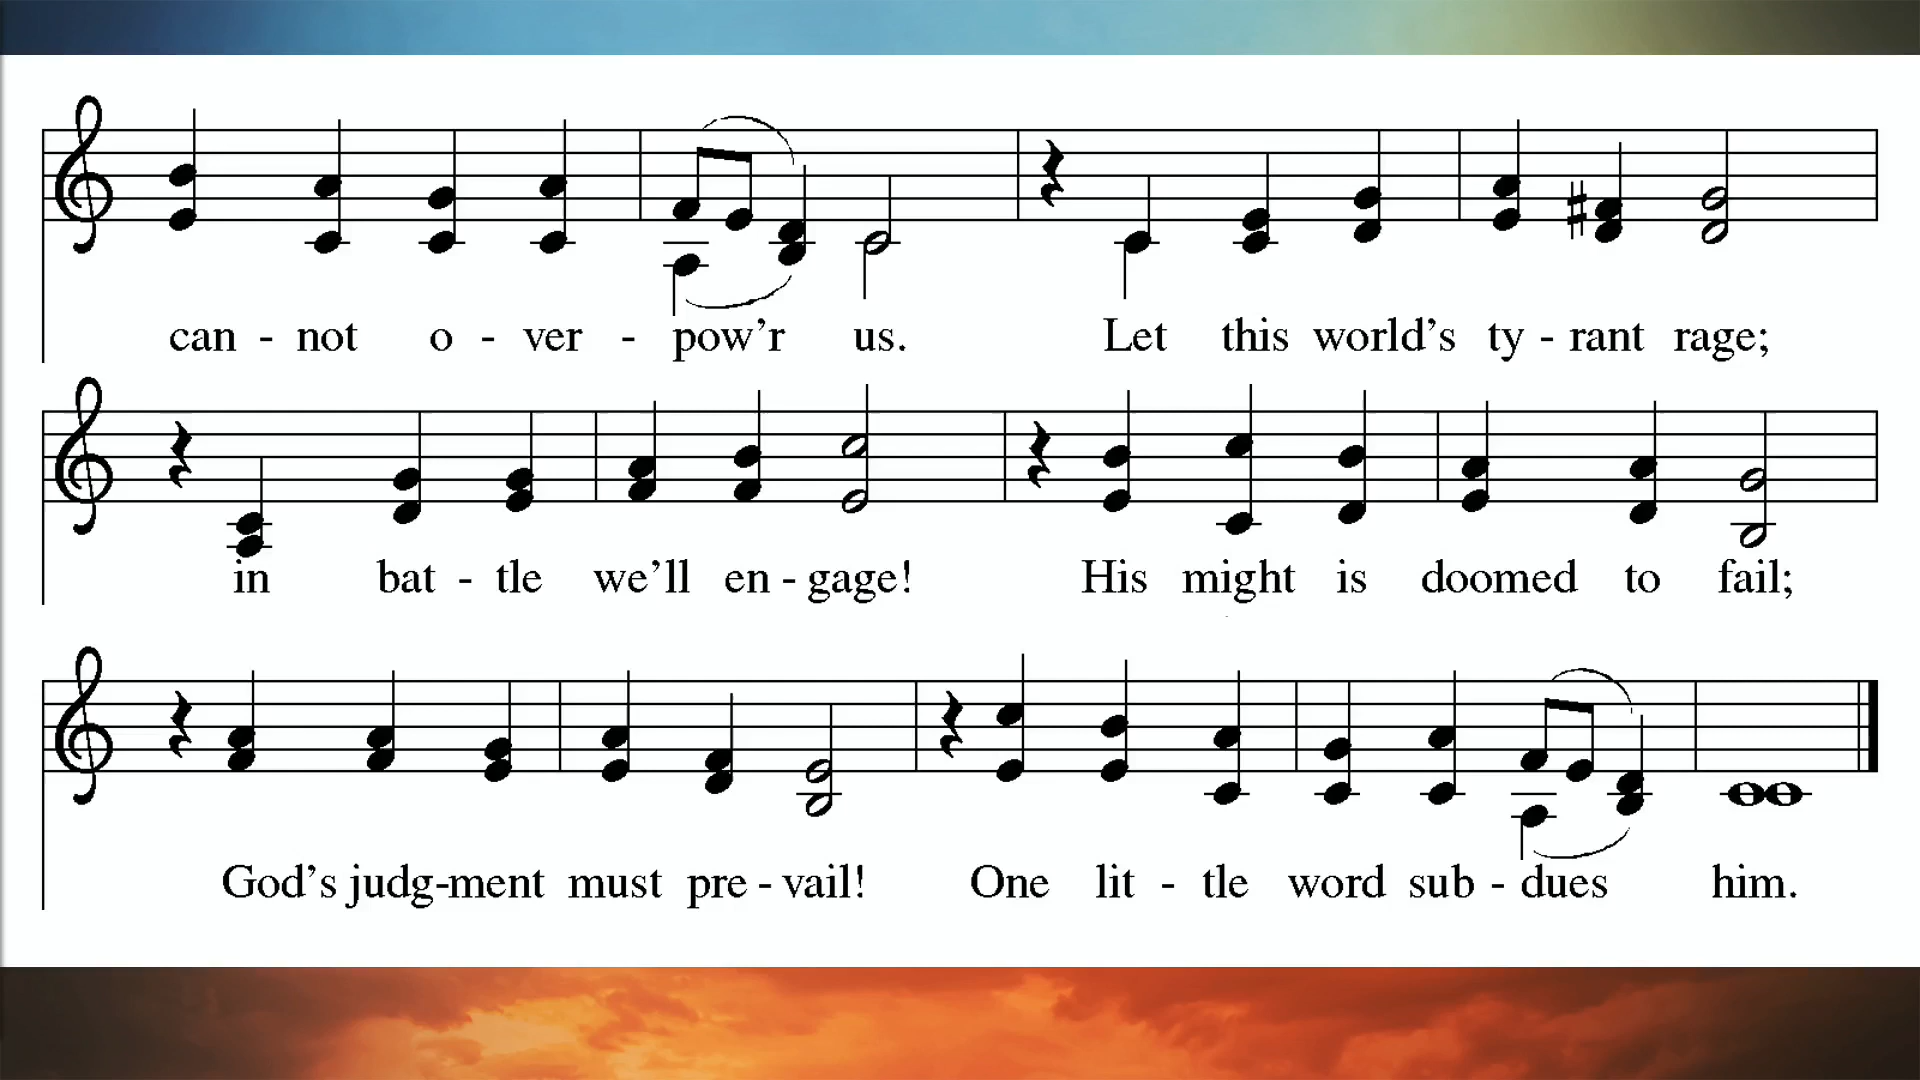 can - not o - ver - pow’r us. Let this world’s ty - rant rage;
in bat - tle we’ll en - gage! His might is doomed to fail;
God’s judg-ment must pre - vail! One lit - tle word sub - dues him.